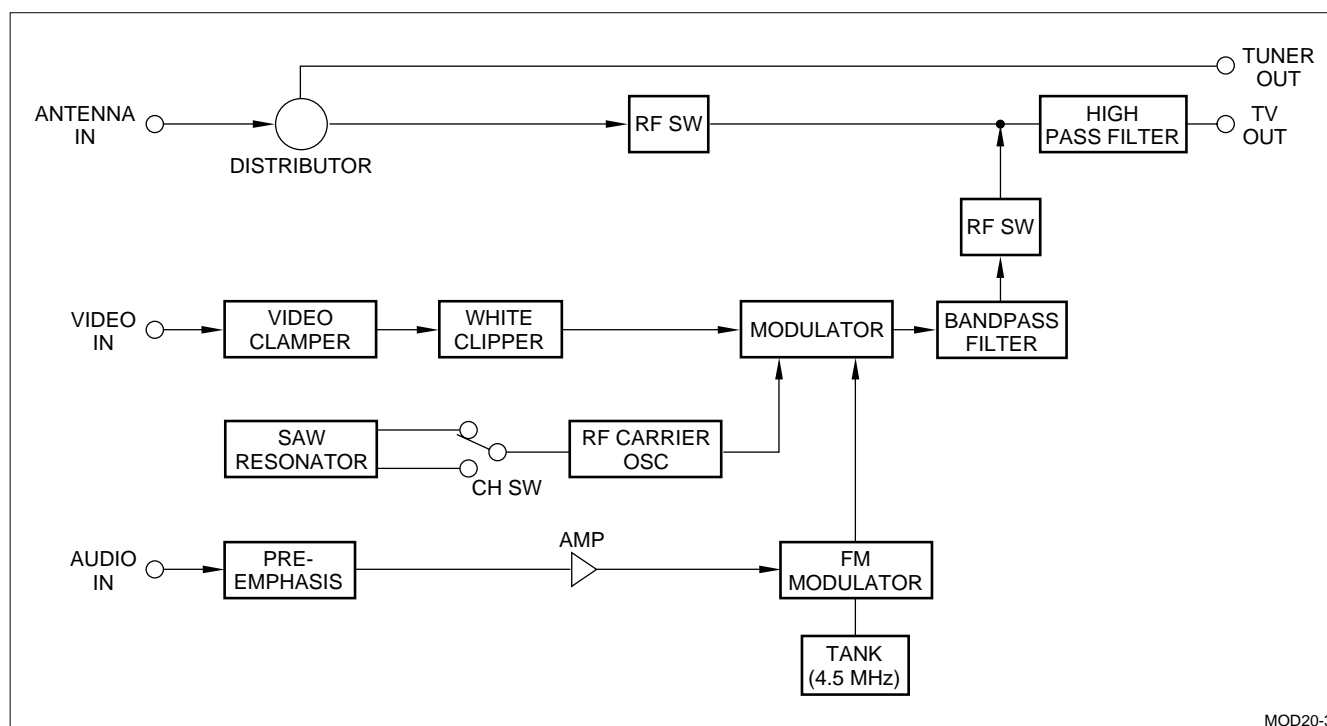 TUNER
OUT
ANTENNA
IN
DISTRIBUTOR
RF SW
HIGH
PASS FILTER
TV
OUT
RF SW
VIDEO
IN
VIDEO
CLAMPER
WHITE
CLIPPER
MODULATOR
BANDPASS
FILTER
SAW
RESONATOR
CH SW
RF CARRIER
OSC
AUDIO
IN
PRE-
EMPHASIS
AMP
FM
MODULATOR
TANK
(4.5 MHz)